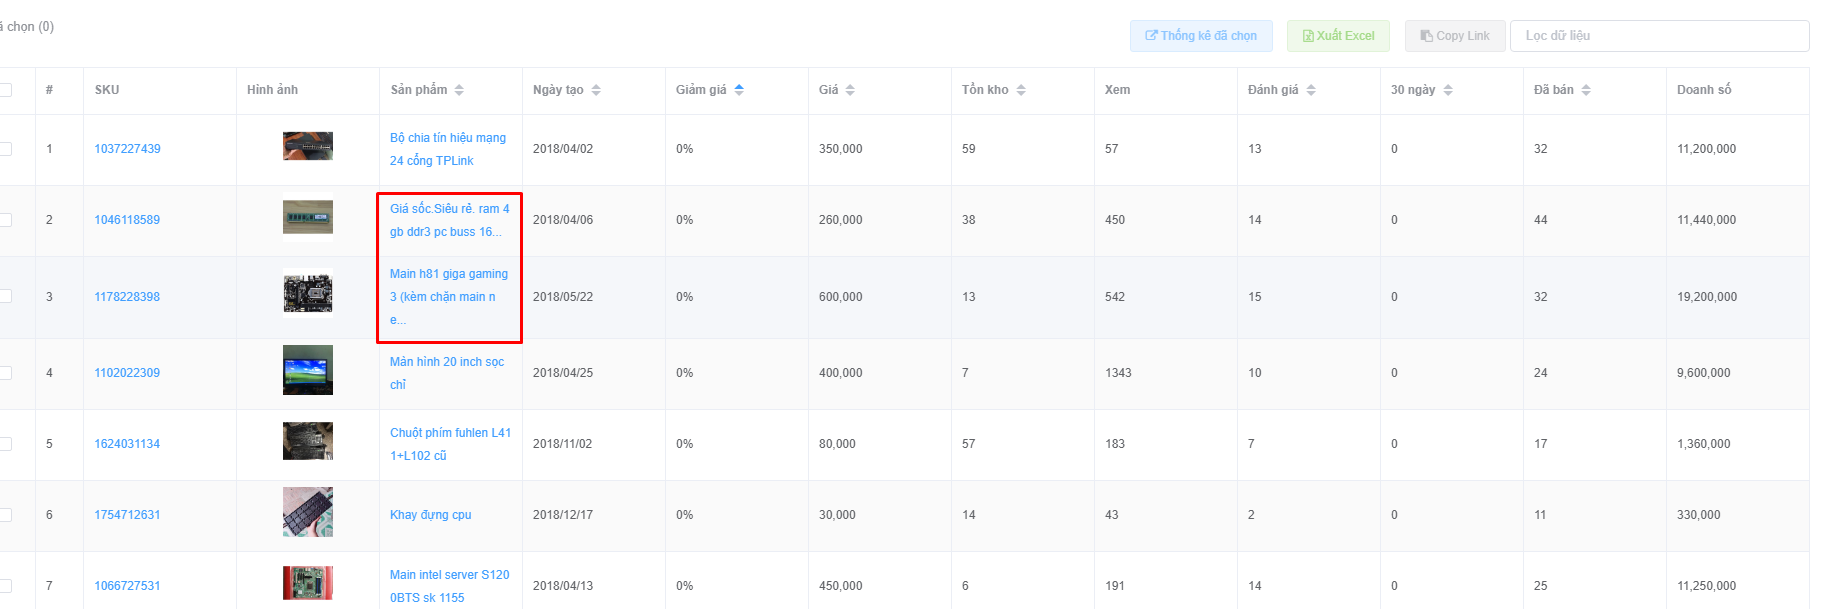 ã chọn (0)
Thống kê đã chọn
Xuất Excel
Copy Link
Lọc dữ liệu
# SKU Hình ảnh Sản phẩm Ngày tạo Giảm giá Giá Tồn kho Xem Đánh giá 30 ngày Đã bán Doanh số
1 1037227439 Bộ chia tín hiệu mạng 2018/04/02 0% 350,000 59 57 13 0 32 11,200,000
24 cổng TPLink
2 1046118589 Giá sốc.Siêu rẻ. ram 4 2018/04/06 0% 260,000 38 450 14 0 44 11,440,000
gb ddr3 pc buss 16...
Main h81 giga gaming
3 1178228398 3 (kèm chặn main n 2018/05/22 0% 600,000 13 542 15 0 32 19,200,000
e...
4 1102022309 Màn hình 20 inch sọc 2018/04/25 0% 400,000 7 1343 10 0 24 9,600,000
chỉ
5 1624031134 Chuột phím fuhlen L41 2018/11/02 0% 80,000 57 183 7 0 17 1,360,000
1+L102 cũ
6 1754712631 Khay đựng cpu 2018/12/17 0% 30,000 14 43 2 0 11 330,000
7 1066727531 Main intel server S120 2018/04/13 0% 450,000 6 191 14 0 25 11,250,000
0BTS sk 1155